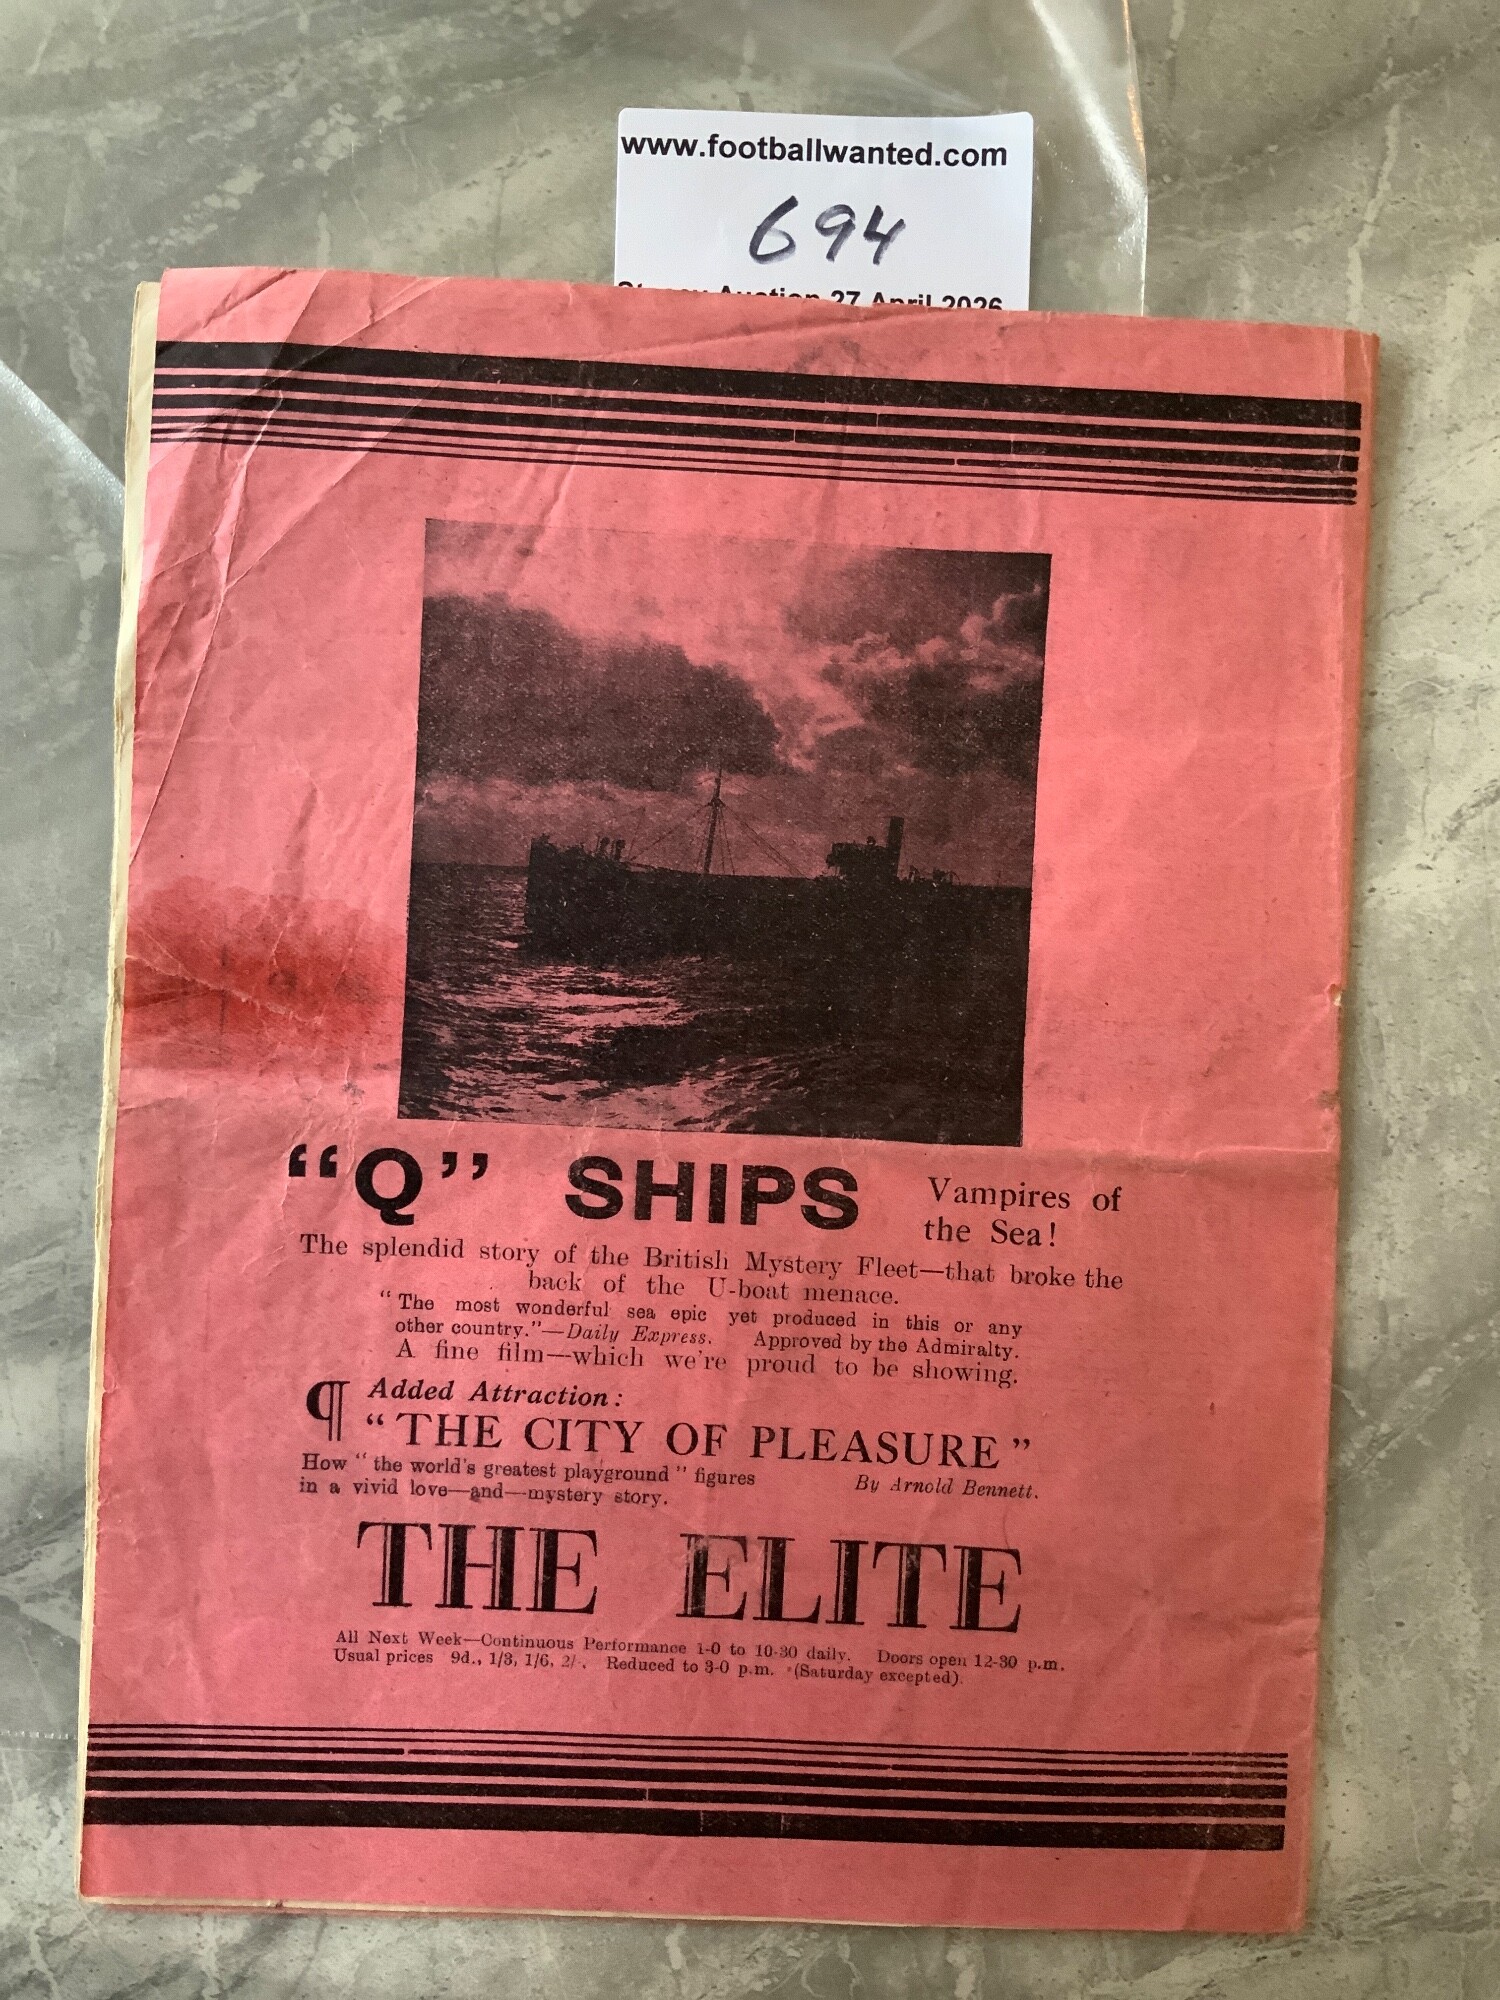 www.footballwanted.com
694
Auction 27 April 2026
“Q” SHIPS Vampires of
the Sea!
The splendid story of the British Mystery Fleet—that broke the
back of the U-boat menace.
“The most wonderful sea epic yet produced in this or any
other country.”—Daily Express. Approved by the Admiralty.
A fine film—which we're proud to be showing.
¶ Added Attraction:
“THE CITY OF PLEASURE”
How “the world's greatest playground” figures
in a vivid love—and—mystery story.
By Arnold Bennett.
THE ELITE
All Next Week—Continuous Performance 1-0 to 10-30 daily. Doors open 12-30 p.m.
Usual prices 9d., 1/3, 1/6, 2/-. Reduced to 3-0 p.m. (Saturday excepted).